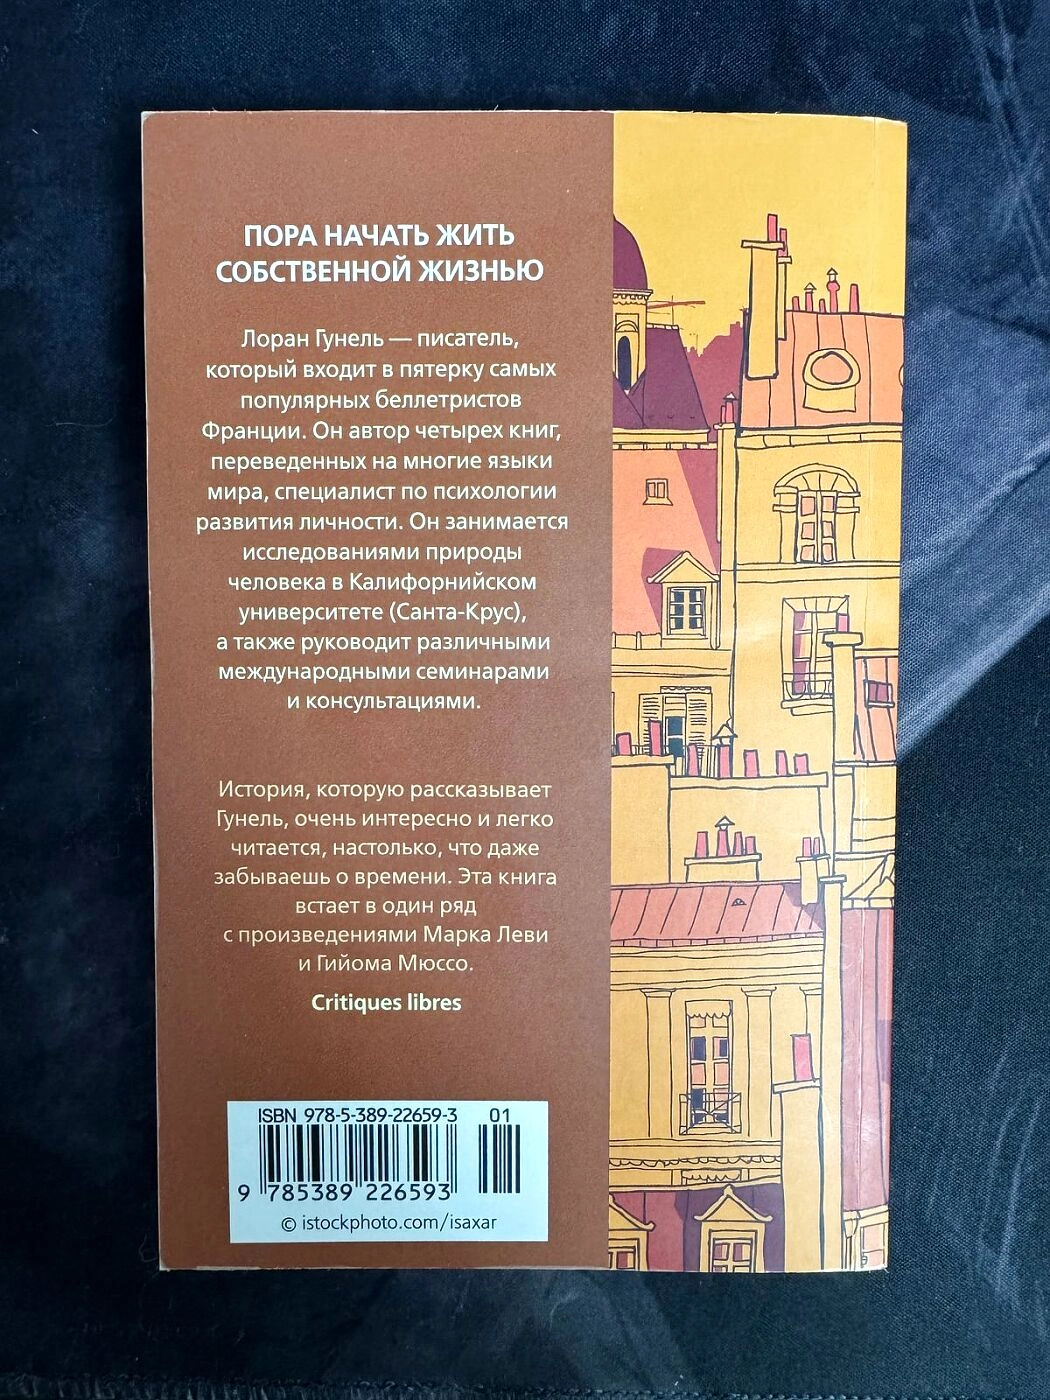 ПОРА НАЧАТЬ ЖИТЬ
СОБСТВЕННОЙ ЖИЗНЬЮ
Лоран Гунель — писатель,
который входит в пятерку самых
популярных беллетристов
Франции. Он автор четырех книг,
переведенных на многие языки
мира, специалист по психологии
развития личности. Он занимается
исследованиями природы
человека в Калифорнийском
университете (Санта-Крус),
а также руководит различными
международными семинарами
и консультациями.
История, которую рассказывает
Гунель, очень интересно и легко
читается, настолько, что даже
забываешь о времени. Эта книга
встает в один ряд
с произведениями Марка Леви
и Гийома Мюссо.
Critiques libres
ISBN 978-5-389-22659-3 01
9 785389 226593
© istockphoto.com/isaxar